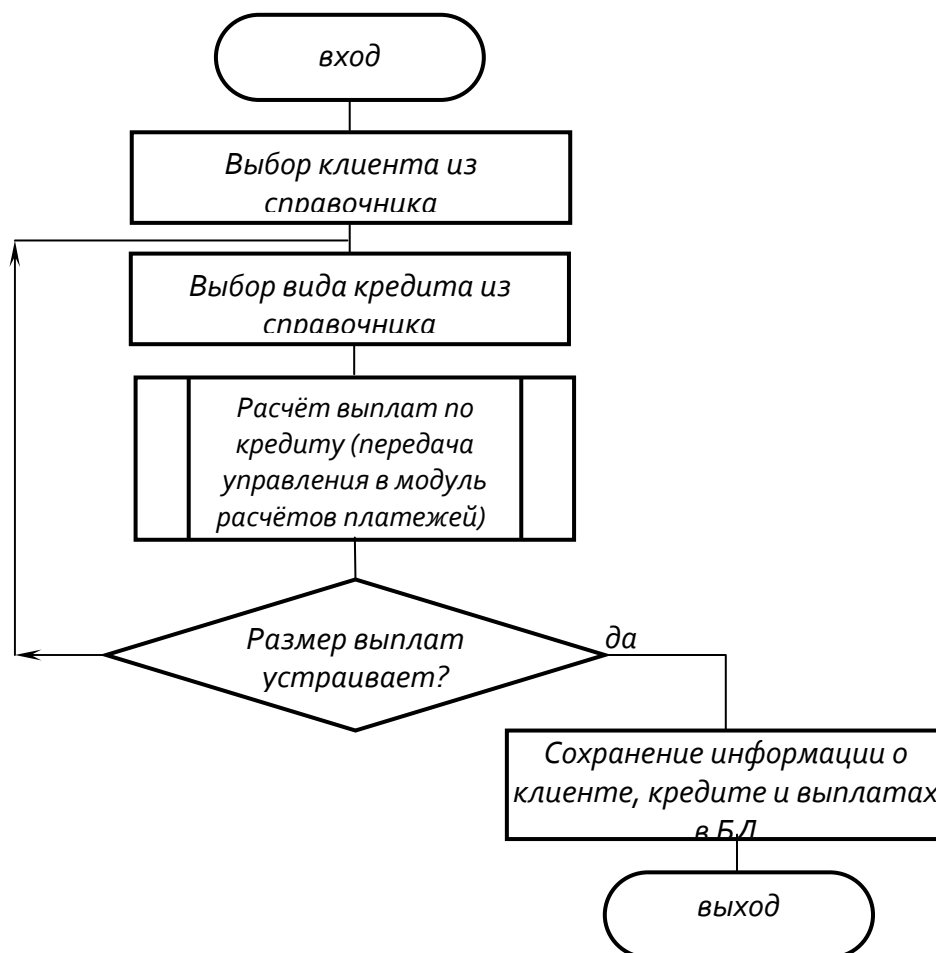 вход
Выбор клиента из
справочника
Выбор вида кредита из
справочника
Расчёт выплат по
кредиту (передача
управления в модуль
расчётов платежей)
Размер выплат
устраивает?
да
Сохранение информации о
клиенте, кредите и выплатах
в БД
выход